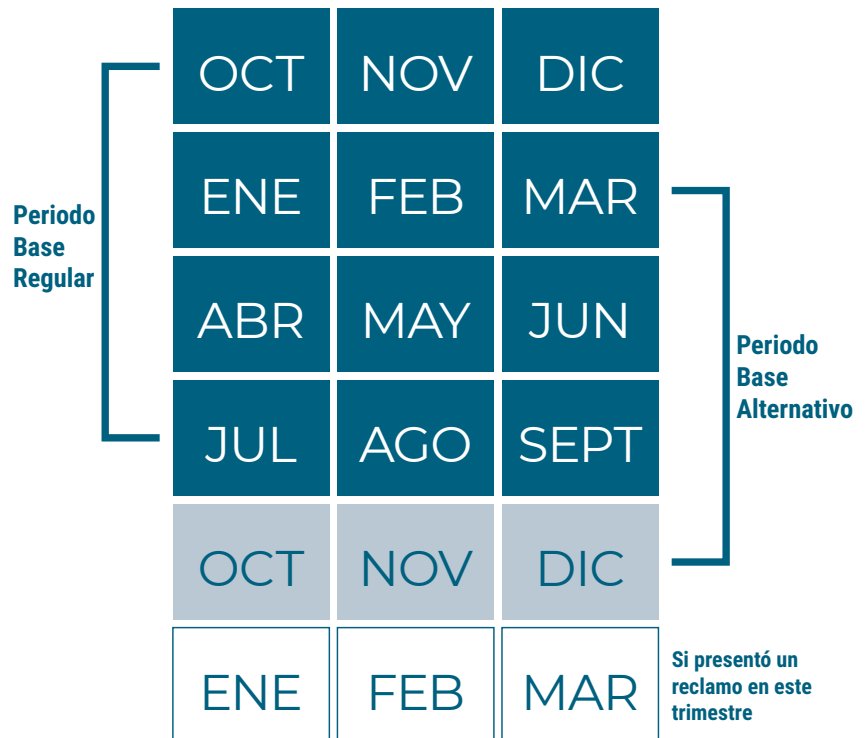 OCT NOV DIC
ENE FEB MAR
Periodo
Base
Regular
ABR MAY JUN
Periodo
Base
Alternativo
JUL AGO SEPT
OCT NOV DIC
ENE FEB MAR
Si presentó un
reclamo en este
trimestre